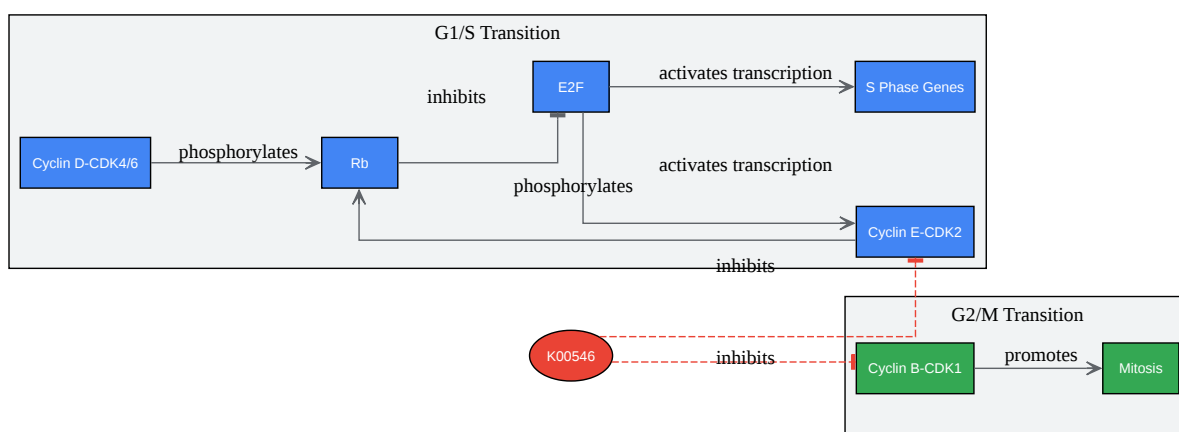 G1/S Transition
E2F
activates transcription
S Phase Genes
inhibits
Cyclin D-CDK4/6
phosphorylates
Rb
phosphorylates
activates transcription
Cyclin E-CDK2
inhibits
G2/M Transition
K00546
inhibits
Cyclin B-CDK1
promotes
Mitosis